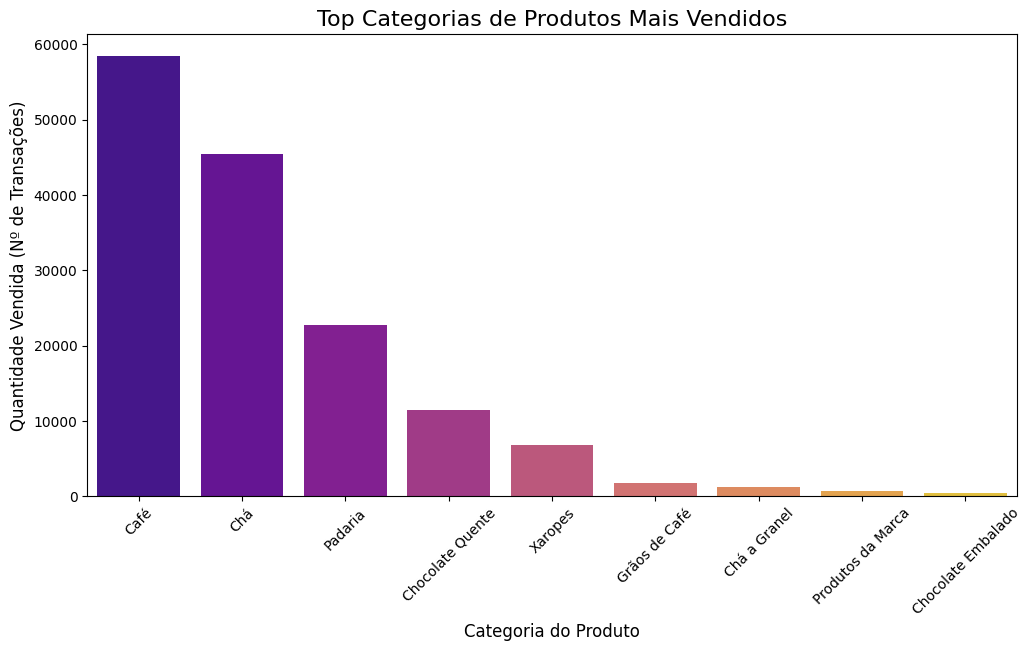 Top Categorias de Produtos Mais Vendidos
Quantidade Vendida (Nº de Transações)
60000
50000
40000
30000
20000
10000
0
Café
Chá
Padaria
Chocolate Quente
Xaropes
Grãos de Café
Chá a Granel
Produtos da Marca
Chocolate Embalado
Categoria do Produto